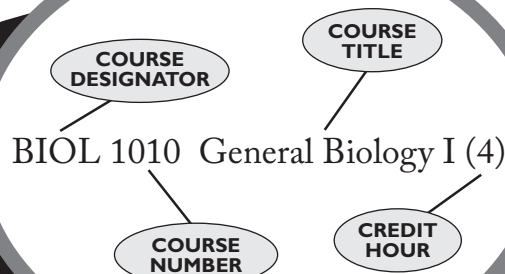 COURSE
DESIGNATOR
COURSE
TITLE
BIOL 1010 General Biology I (4)
COURSE
NUMBER
CREDIT
HOUR